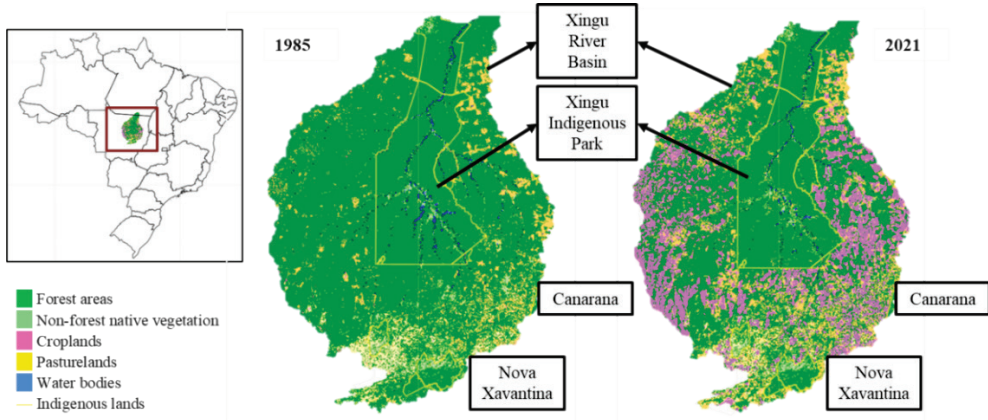 1985
Xingu
River
Basin
2021
Xingu
Indigenous
Park
Forest areas
Non-forest native vegetation
Croplands
Pasturelands
Water bodies
Indigenous lands
Canarana
Canarana
Nova
Xavantina
Nova
Xavantina